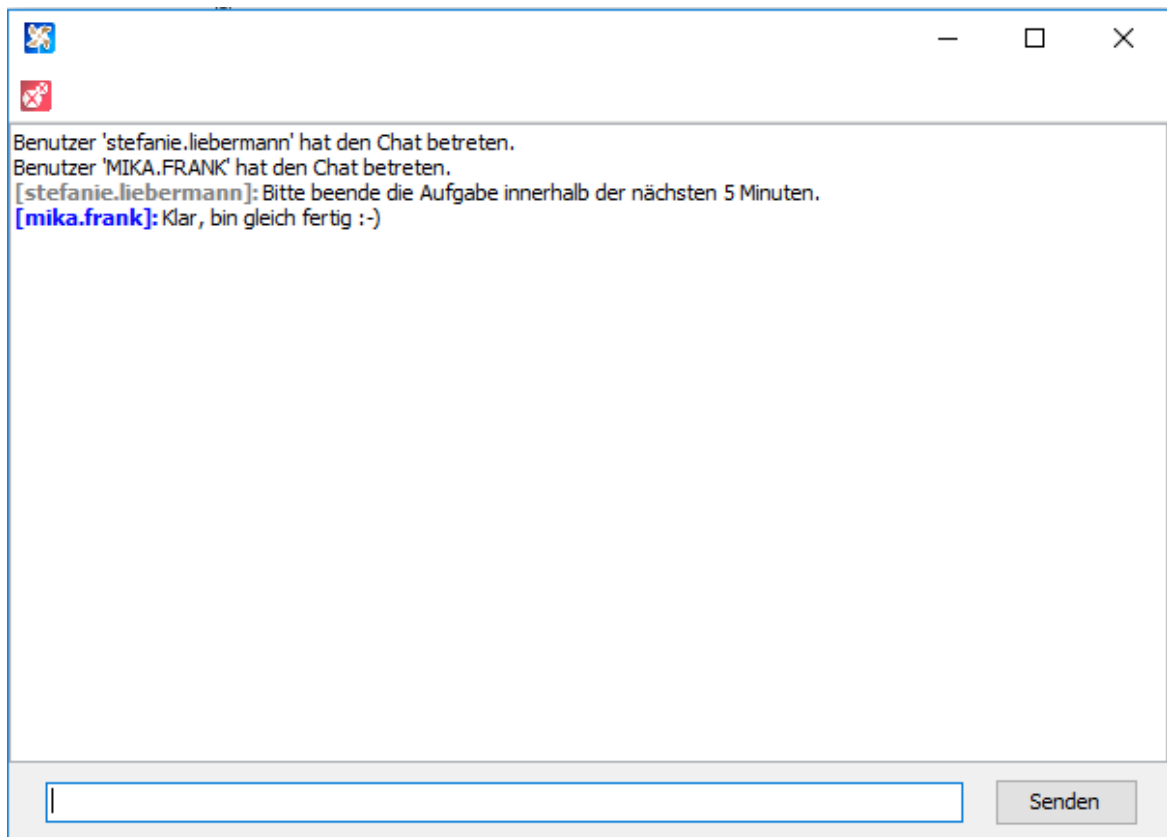 Benutzer 'stefanie.liebermann' hat den Chat betreten.
Benutzer 'MIKA.FRANK' hat den Chat betreten.
[stefanie.liebermann]: Bitte beende die Aufgabe innerhalb der nächsten 5 Minuten.
[mika.frank]: Klar, bin gleich fertig :-)
Senden